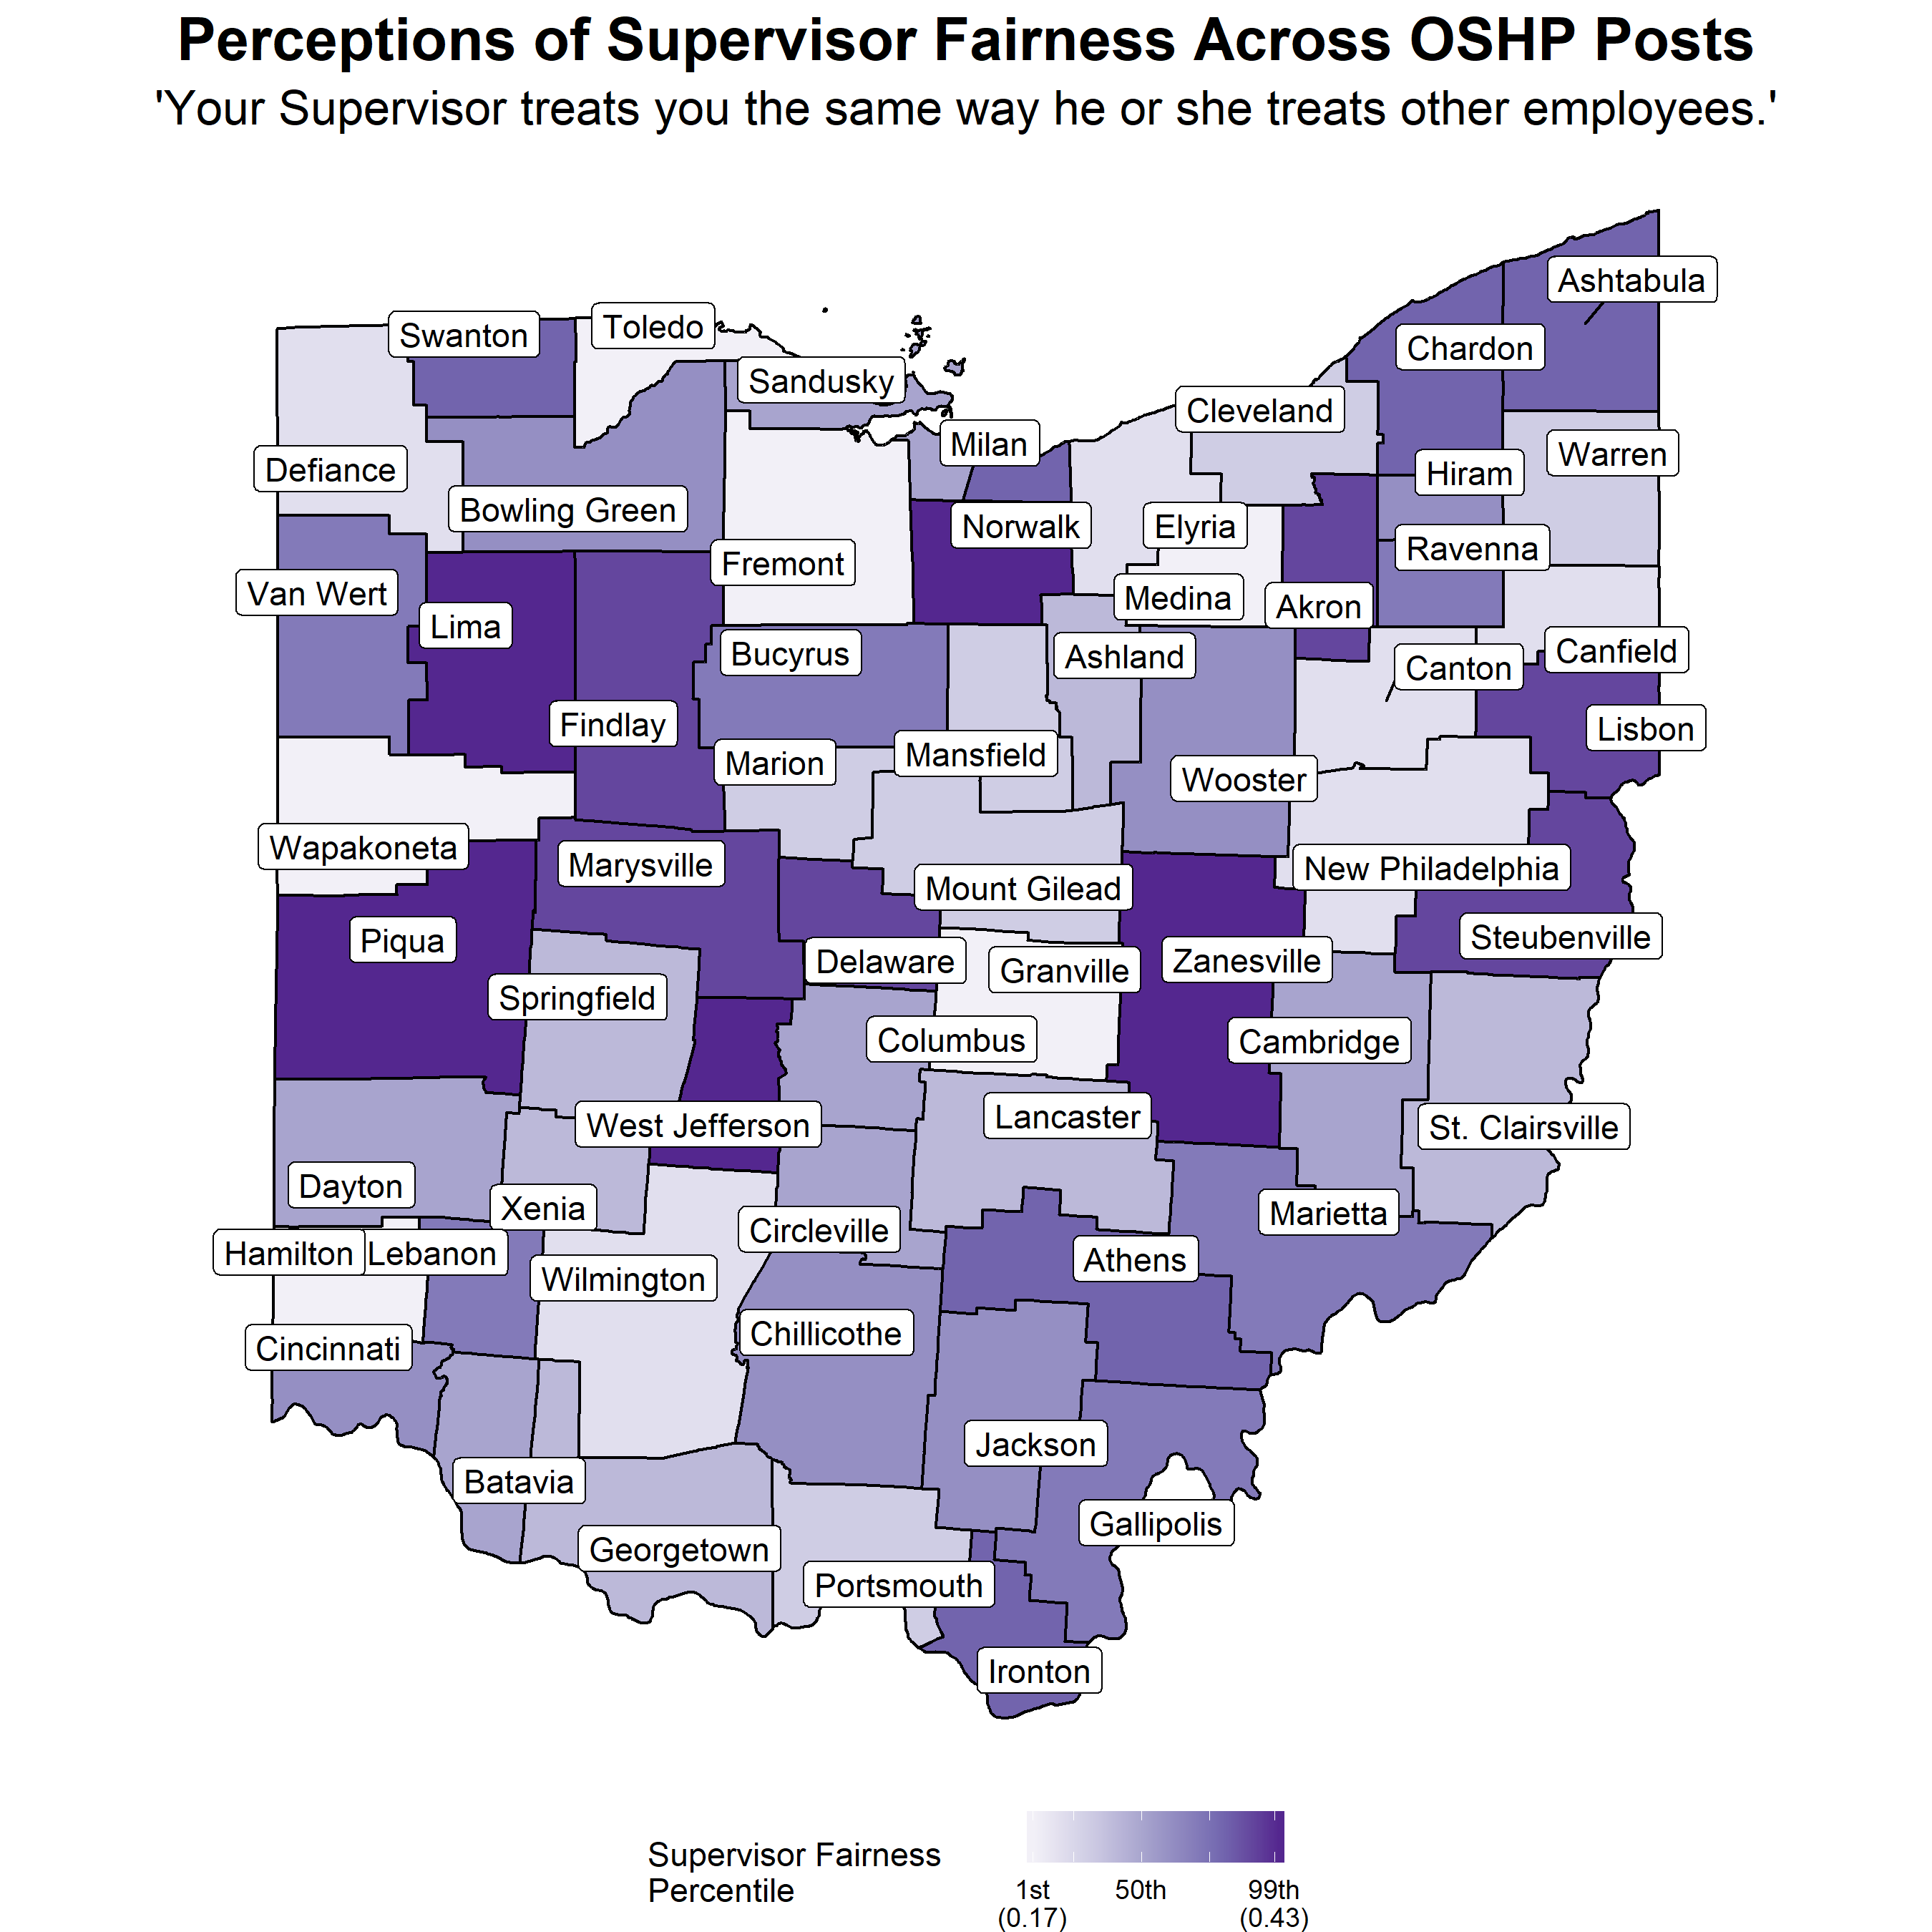 Perceptions of Supervisor Fairness Across OSHP Posts
'Your Supervisor treats you the same way he or she treats other employees.'
Ashtabula
Toledo
Swanton
Chardon
Sandusky
Cleveland
Milan
Warren
Defiance
Hiram
Bowling Green
Norwalk
Elyria
Ravenna
Fremont
Van Wert
Medina
Akron
Lima
Canfield
Bucyrus
Ashland
Canton
Findlay
Lisbon
Mansfield
Marion
Wooster
Wapakoneta
Marysville
New Philadelphia
Mount Gilead
Steubenville
Piqua
Delaware
Zanesville
Granville
Springfield
Columbus
Cambridge
Lancaster
West Jefferson
St. Clairsville
Dayton
Xenia
Marietta
Circleville
Hamilton
Lebanon
Athens
Wilmington
Chillicothe
Cincinnati
Jackson
Batavia
Gallipolis
Georgetown
Portsmouth
Ironton
Supervisor Fairness
Percentile
1st 50th 99th
(0.17) (0.43)